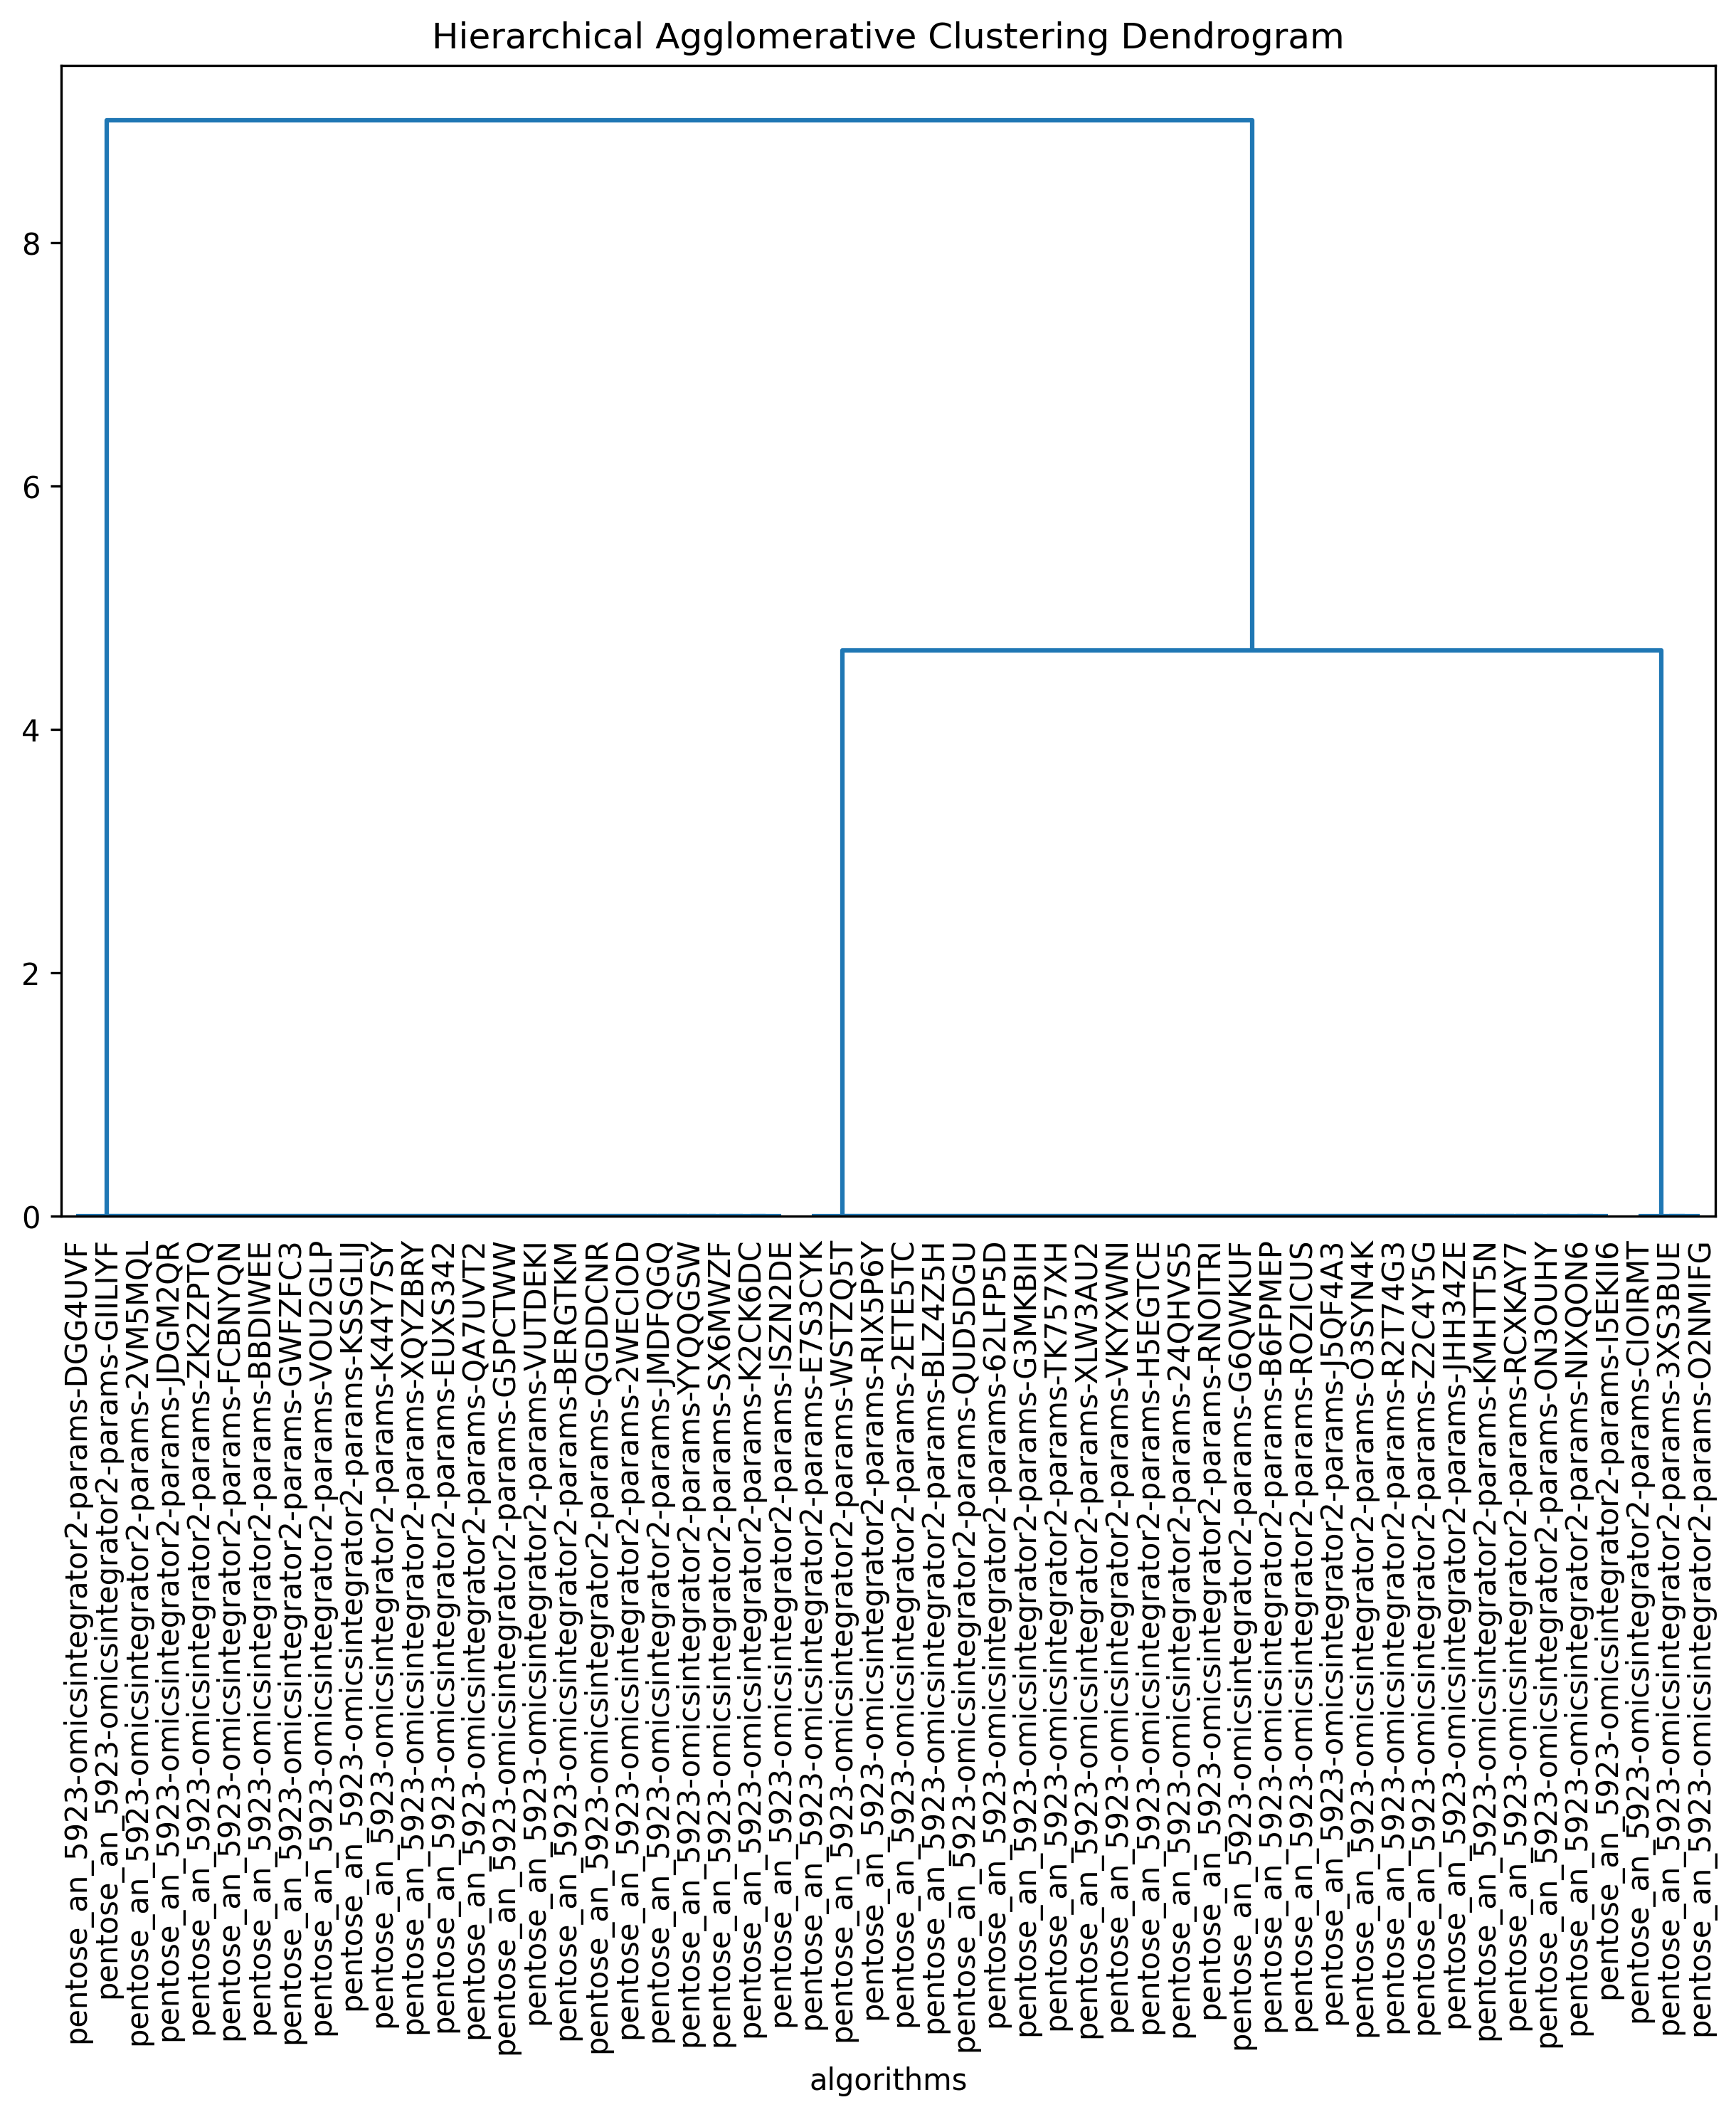 Hierarchical Agglomerative Clustering Dendrogram
8
6
4
2
0
pentose_an_5923-omicsintegrator2-params-DGG4UVF
pentose_an_5923-omicsintegrator2-params-GIILIYF
pentose_an_5923-omicsintegrator2-params-2VM5MQL
pentose_an_5923-omicsintegrator2-params-JDGM2QR
pentose_an_5923-omicsintegrator2-params-ZK2ZPTQ
pentose_an_5923-omicsintegrator2-params-FCBNYQN
pentose_an_5923-omicsintegrator2-params-BBDIWEE
pentose_an_5923-omicsintegrator2-params-GWFZFC3
pentose_an_5923-omicsintegrator2-params-VOU2GLP
pentose_an_5923-omicsintegrator2-params-KSSGLIJ
pentose_an_5923-omicsintegrator2-params-K44Y7SY
pentose_an_5923-omicsintegrator2-params-XQYZBRY
pentose_an_5923-omicsintegrator2-params-EUXS342
pentose_an_5923-omicsintegrator2-params-QA7UVT2
pentose_an_5923-omicsintegrator2-params-G5PCTWW
pentose_an_5923-omicsintegrator2-params-VUTDEKI
pentose_an_5923-omicsintegrator2-params-BERGTKM
pentose_an_5923-omicsintegrator2-params-QGDDCNR
pentose_an_5923-omicsintegrator2-params-2WECIOD
pentose_an_5923-omicsintegrator2-params-JMDFQGQ
pentose_an_5923-omicsintegrator2-params-YYQQGSW
pentose_an_5923-omicsintegrator2-params-SX6MWZF
pentose_an_5923-omicsintegrator2-params-K2CK6DC
pentose_an_5923-omicsintegrator2-params-ISZN2DE
pentose_an_5923-omicsintegrator2-params-E7S3CYK
pentose_an_5923-omicsintegrator2-params-WSTZQ5T
pentose_an_5923-omicsintegrator2-params-RIX5P6Y
pentose_an_5923-omicsintegrator2-params-2ETE5TC
pentose_an_5923-omicsintegrator2-params-BLZ4Z5H
pentose_an_5923-omicsintegrator2-params-QUD5DGU
pentose_an_5923-omicsintegrator2-params-62LFP5D
pentose_an_5923-omicsintegrator2-params-G3MKBIH
pentose_an_5923-omicsintegrator2-params-TK757XH
pentose_an_5923-omicsintegrator2-params-XLW3AU2
pentose_an_5923-omicsintegrator2-params-VKYXWNI
pentose_an_5923-omicsintegrator2-params-H5EGTCE
pentose_an_5923-omicsintegrator2-params-24QHVS5
pentose_an_5923-omicsintegrator2-params-RNOITRI
pentose_an_5923-omicsintegrator2-params-G6QWKUF
pentose_an_5923-omicsintegrator2-params-B6FPMEP
pentose_an_5923-omicsintegrator2-params-ROZICUS
pentose_an_5923-omicsintegrator2-params-J5QF4A3
pentose_an_5923-omicsintegrator2-params-O3SYN4K
pentose_an_5923-omicsintegrator2-params-R2T74G3
pentose_an_5923-omicsintegrator2-params-Z2C4Y5G
pentose_an_5923-omicsintegrator2-params-JHH34ZE
pentose_an_5923-omicsintegrator2-params-KMHTT5N
pentose_an_5923-omicsintegrator2-params-RCXKAY7
pentose_an_5923-omicsintegrator2-params-ON3OUHY
pentose_an_5923-omicsintegrator2-params-NIXQON6
pentose_an_5923-omicsintegrator2-params-I5EKII6
pentose_an_5923-omicsintegrator2-params-CIOIRMT
pentose_an_5923-omicsintegrator2-params-3XS3BUE
pentose_an_5923-omicsintegrator2-params-O2NMIFG
algorithms